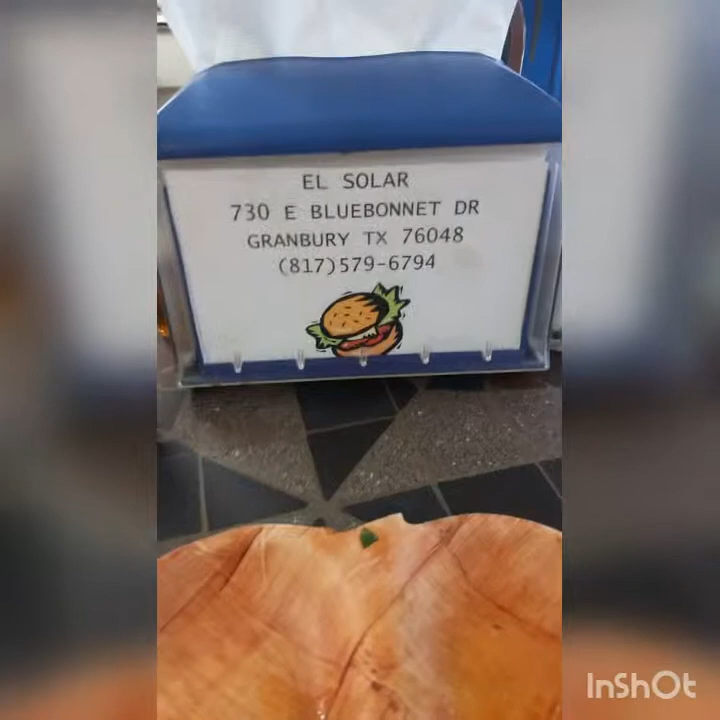 EL SOLAR
730 E BLUEBONNET DR
GRANBURY TX 76048
(817)579-6794
InShOt